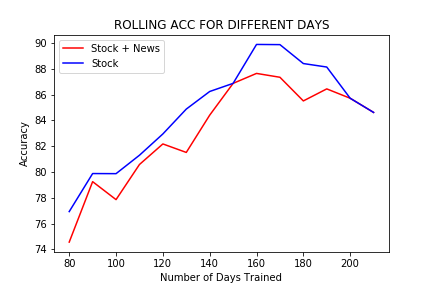 ROLLING ACC FOR DIFFERENT DAYS
Stock + News
Stock
90
88
86
84
82
80
78
76
74
Accuracy
80 100 120 140 160 180 200
Number of Days Trained